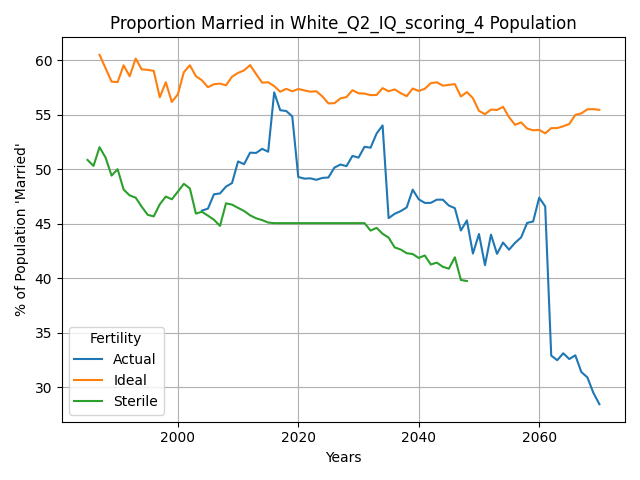 Proportion Married in White_Q2_IQ_scoring_4 Population
% of Population 'Married'
60
55
50
45
40
35
30
Fertility
Actual
Ideal
Sterile
2000 2020 2040 2060
Years